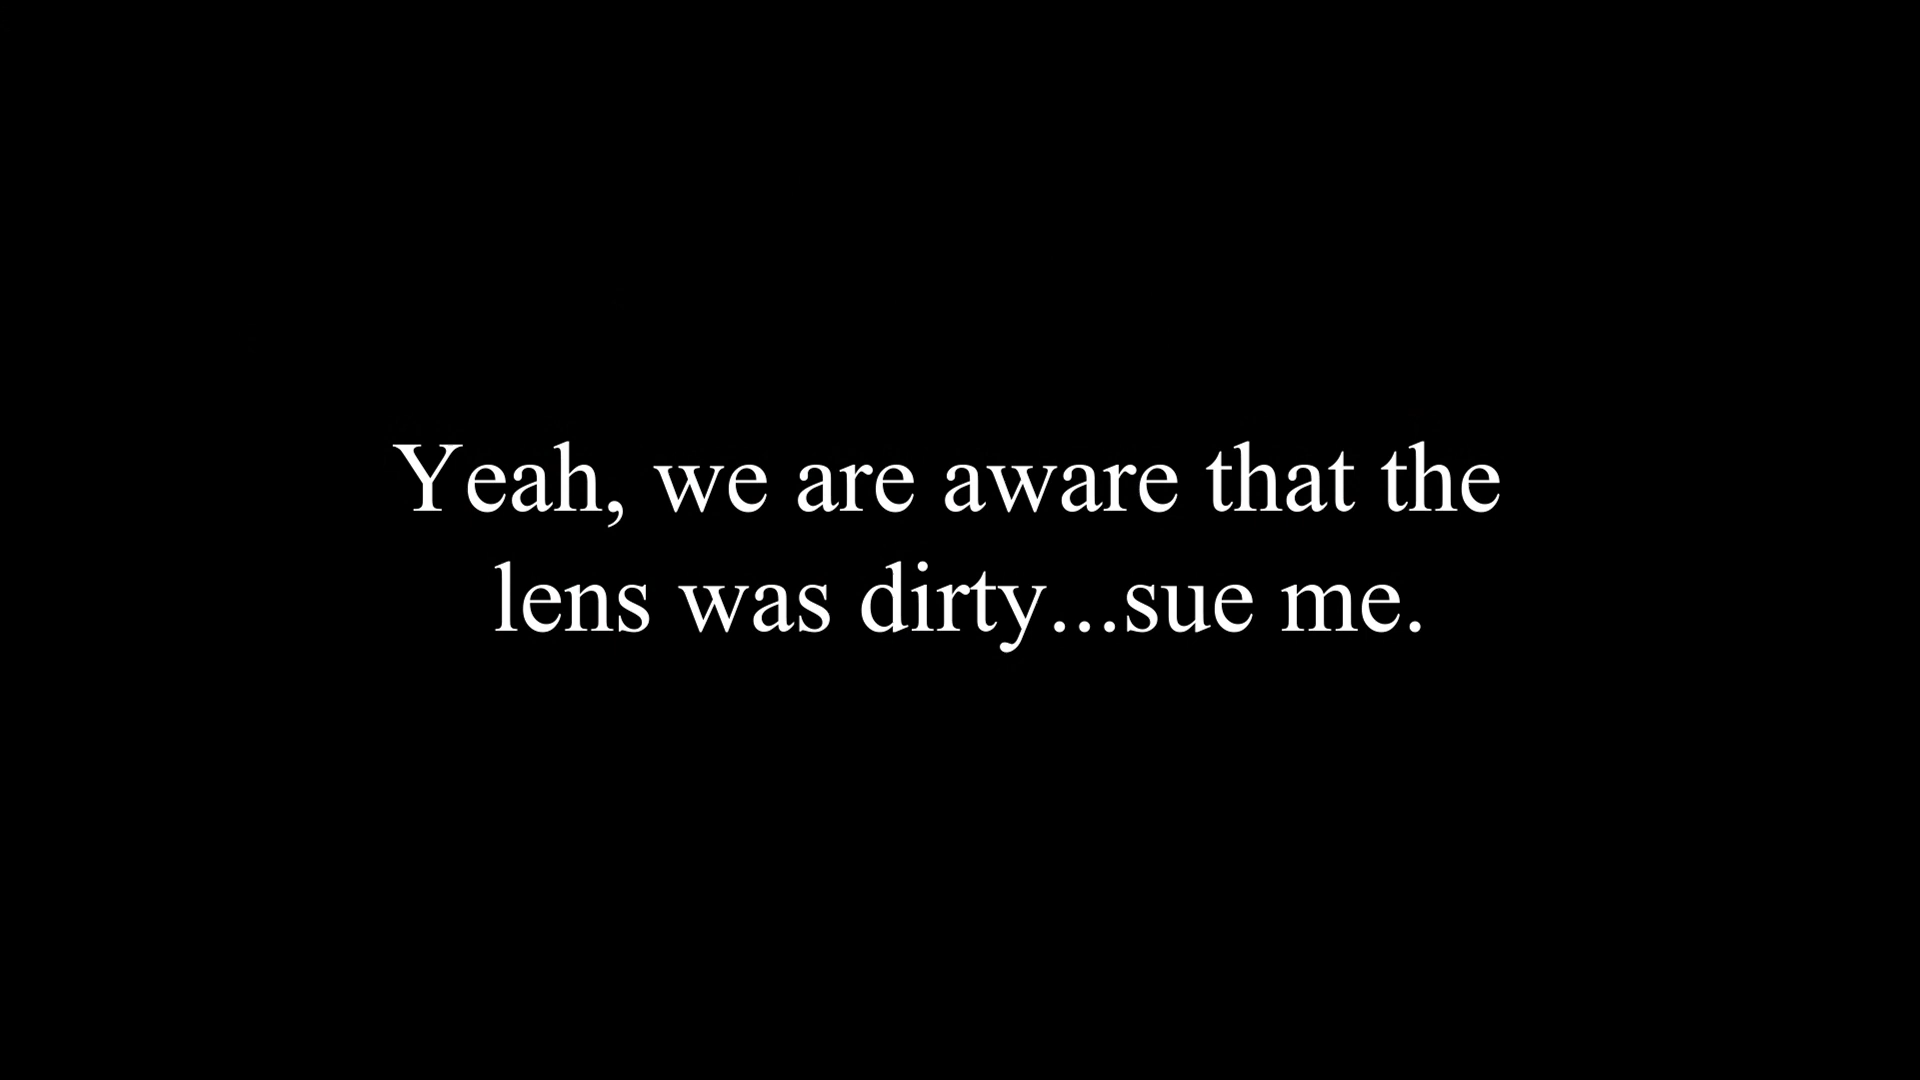 Yeah, we are aware that the
lens was dirty...sue me.